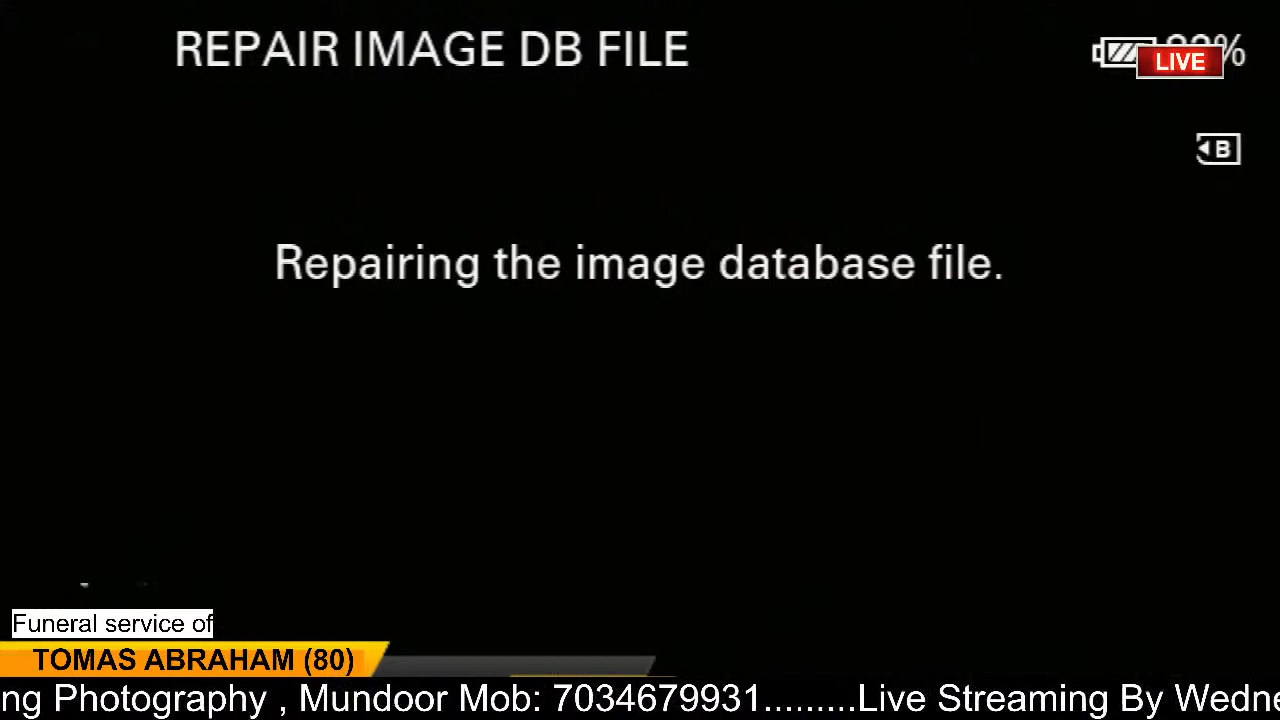 REPAIR IMAGE DB FILE
LIVE
B
Repairing the image database file.
Funeral service of
TOMAS ABRAHAM (80)
ng Photography , Mundoor Mob: 7034679931.........Live Streaming By Wedne